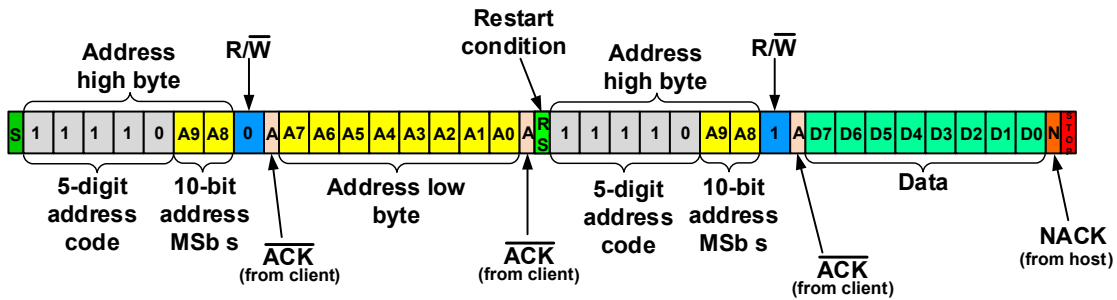 Restart
condition
Address
high byte
R/W
Address
high byte
R/W
S 1 1 1 1 0 A9 A8 0 A A7 A6 A5 A4 A3 A2 A1 A0 A RS 1 1 1 1 0 A9 A8 1 A D7 D6 D5 D4 D3 D2 D1 D0 N STOP
5-digit
address
code
10-bit
address
MSb s
Address low
byte
5-digit
address
code
10-bit
address
MSb s
Data
ACK
(from client)
ACK
(from client)
ACK
(from client)
NACK
(from host)